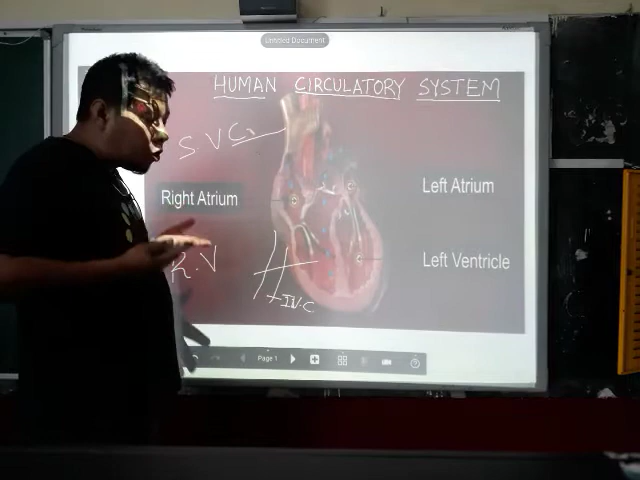 Untitled Document
HUMAN CIRCULATORY SYSTEM
S V C
Right Atrium
Left Atrium
R.V
Left Ventricle
I.V.C
Page 1